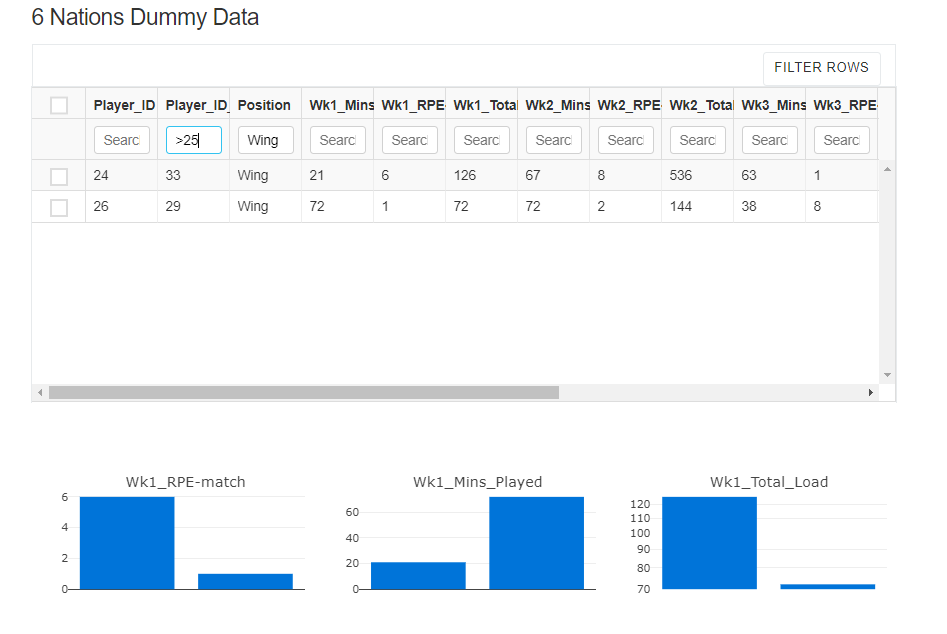 6 Nations Dummy Data
FILTER ROWS
Player_ID Player_ID_ Position Wk1_Mins Wk1_RPE Wk1_Total Wk2_Mins Wk2_RPE Wk2_Total Wk3_Mins Wk3_RPE
Searc >25 Wing Searc Searc Searc Searc Searc Searc Searc Searc
24 33 Wing 21 6 126 67 8 536 63 1
26 29 Wing 72 1 72 72 2 144 38 8
Wk1_RPE-match Wk1_Mins_Played Wk1_Total_Load
6
4
2
0
60
40
20
0
120
110
100
90
80
70